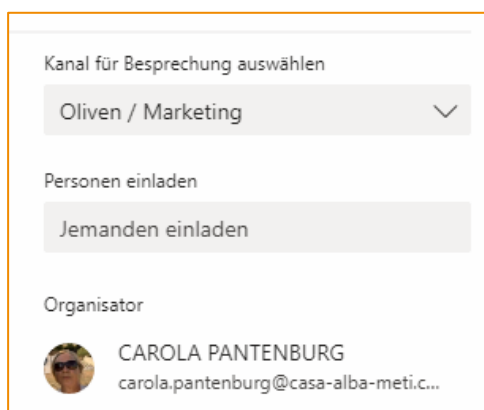 Kanal für Besprechung auswählen
Oliven / Marketing
Personen einladen
Jemanden einladen
Organisator
CAROLA PANTENBURG
carola.pantenburg@casa-alba-meti.c...